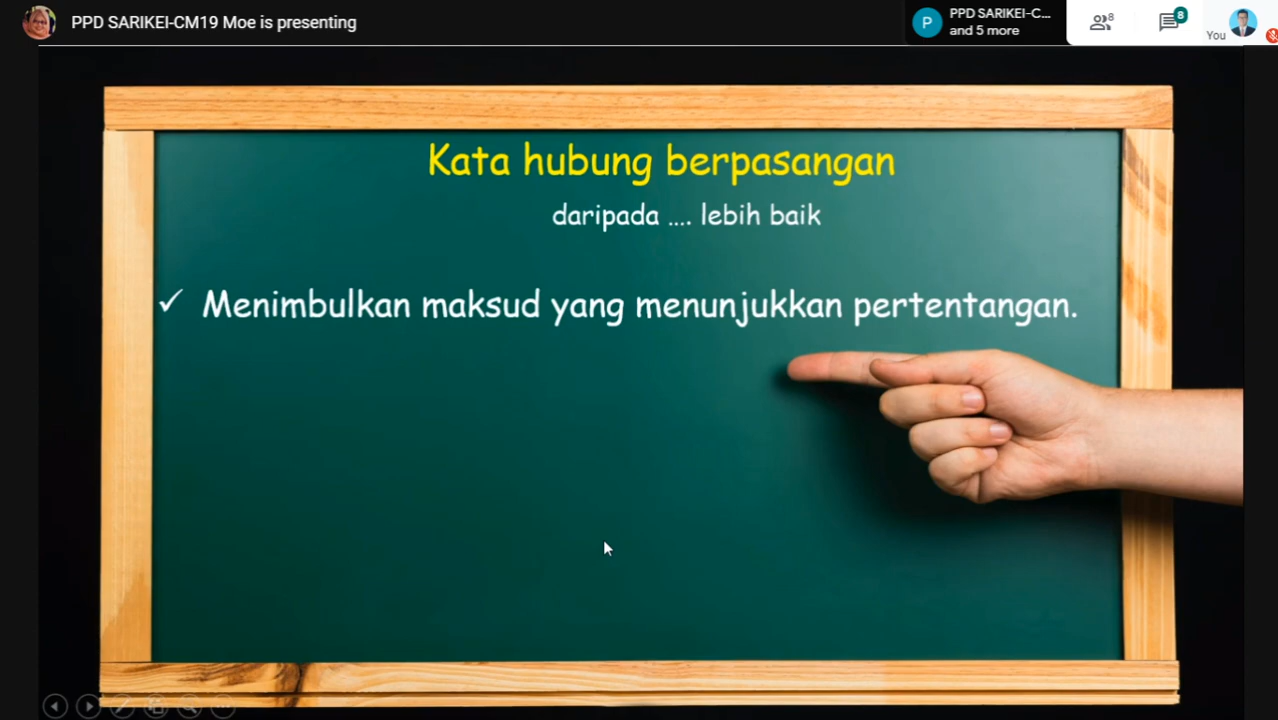 PPD SARIKEI-CM19 Moe is presenting
P
PPD SARIKEI-C...
and 5 more
8
8
You
Kata hubung berpasangan
daripada .... lebih baik
✓ Menimbulkan maksud yang menunjukkan pertentangan.